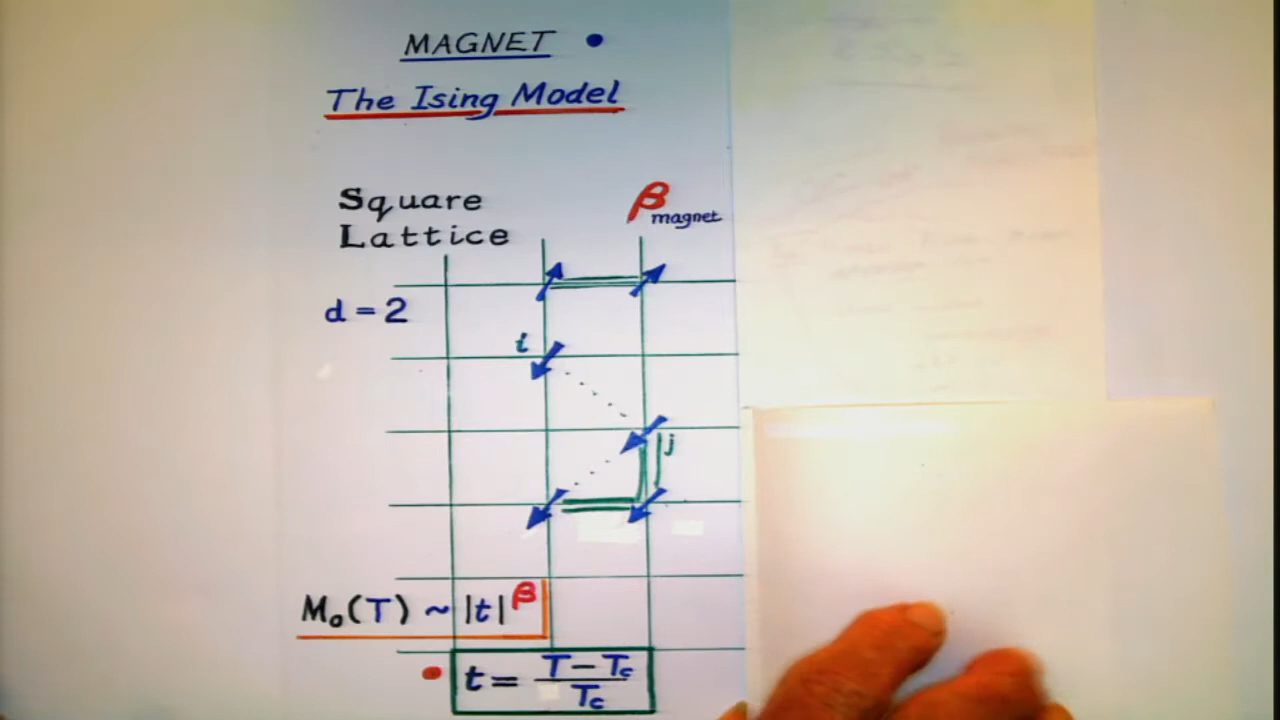 MAGNET
The Ising Model
Square
Lattice
β magnet
d = 2
i
j
M₀(T) ~ |t|^β
t = (T – Tc)/Tc